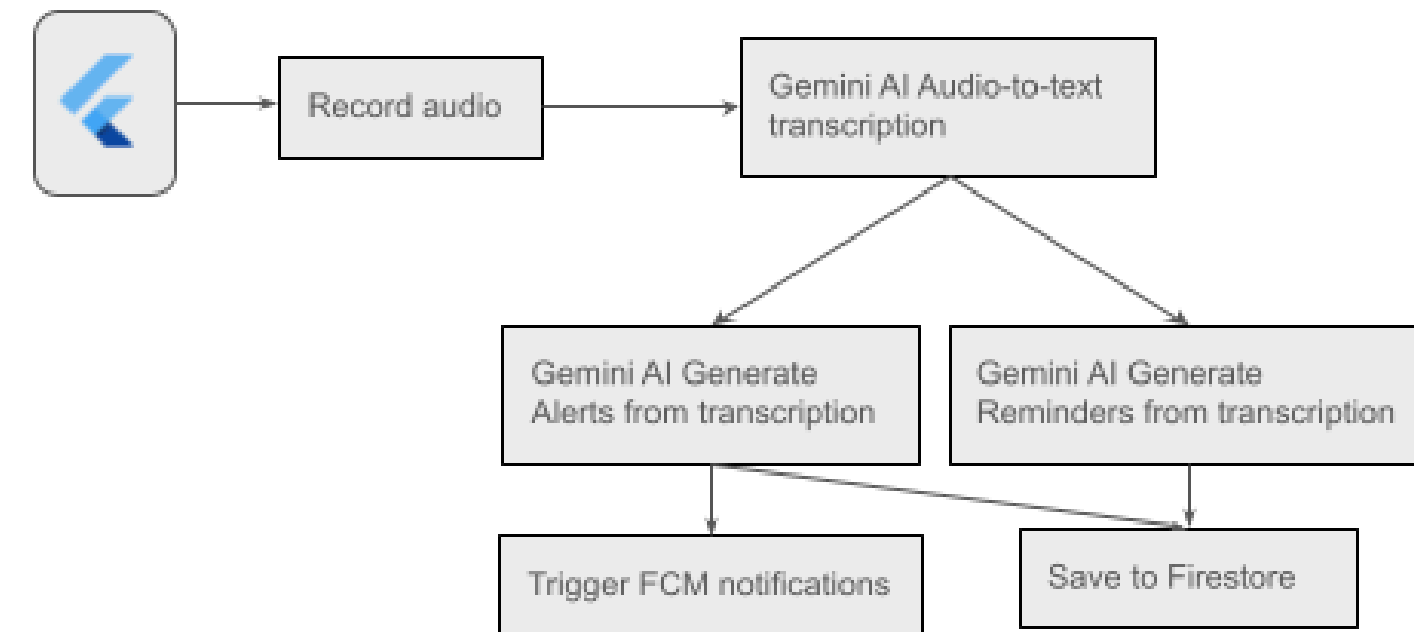 Record audio
Gemini AI Audio-to-text
transcription
Gemini AI Generate
Alerts from transcription
Gemini AI Generate
Reminders from transcription
Trigger FCM notifications
Save to Firestore